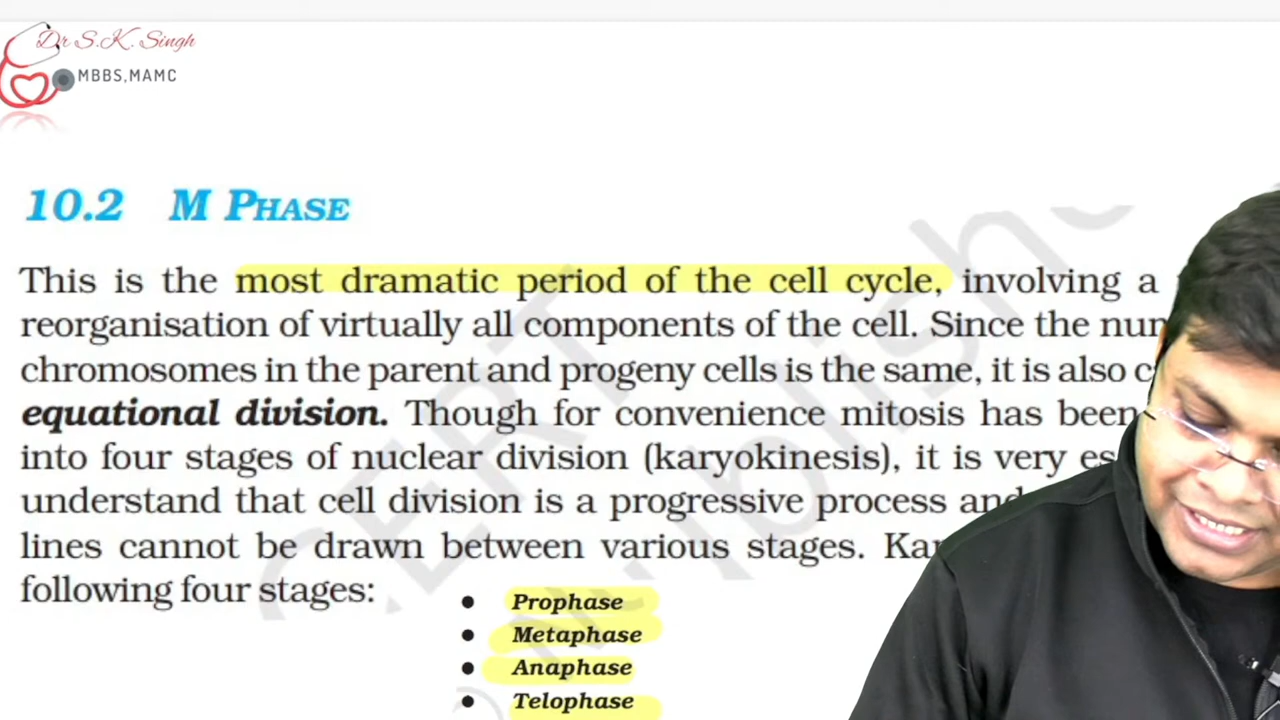 Dr S.K. Singh
MBBS,MAMC
10.2 M PHASE
This is the most dramatic period of the cell cycle, involving a
reorganisation of virtually all components of the cell. Since the
chromosomes in the parent and progeny cells is the same, it is also
equational division. Though for convenience mitosis has been
into four stages of nuclear division (karyokinesis), it is very
understand that cell division is a progressive process and
lines cannot be drawn between various stages.
following four stages:
• Prophase
• Metaphase
• Anaphase
• Telophase